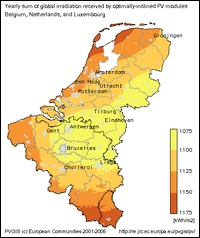 Yearly sum of global irradiation received by optimally-inclined PV modules
Belgium, Netherlands, and Luxembourg
Groningen
Amsterdam
Den Haag
Utrecht
Rotterdam
Tilburg
Eindhoven
Gent
Antwerpen
Bruxelles
Liege
Charleroi
1075
1100
1125
1150
1175
[kWh/m2]
PVGIS (c) European Communities 2001-2006
http://re.jrc.ec.europa.eu/pvgis/pv/